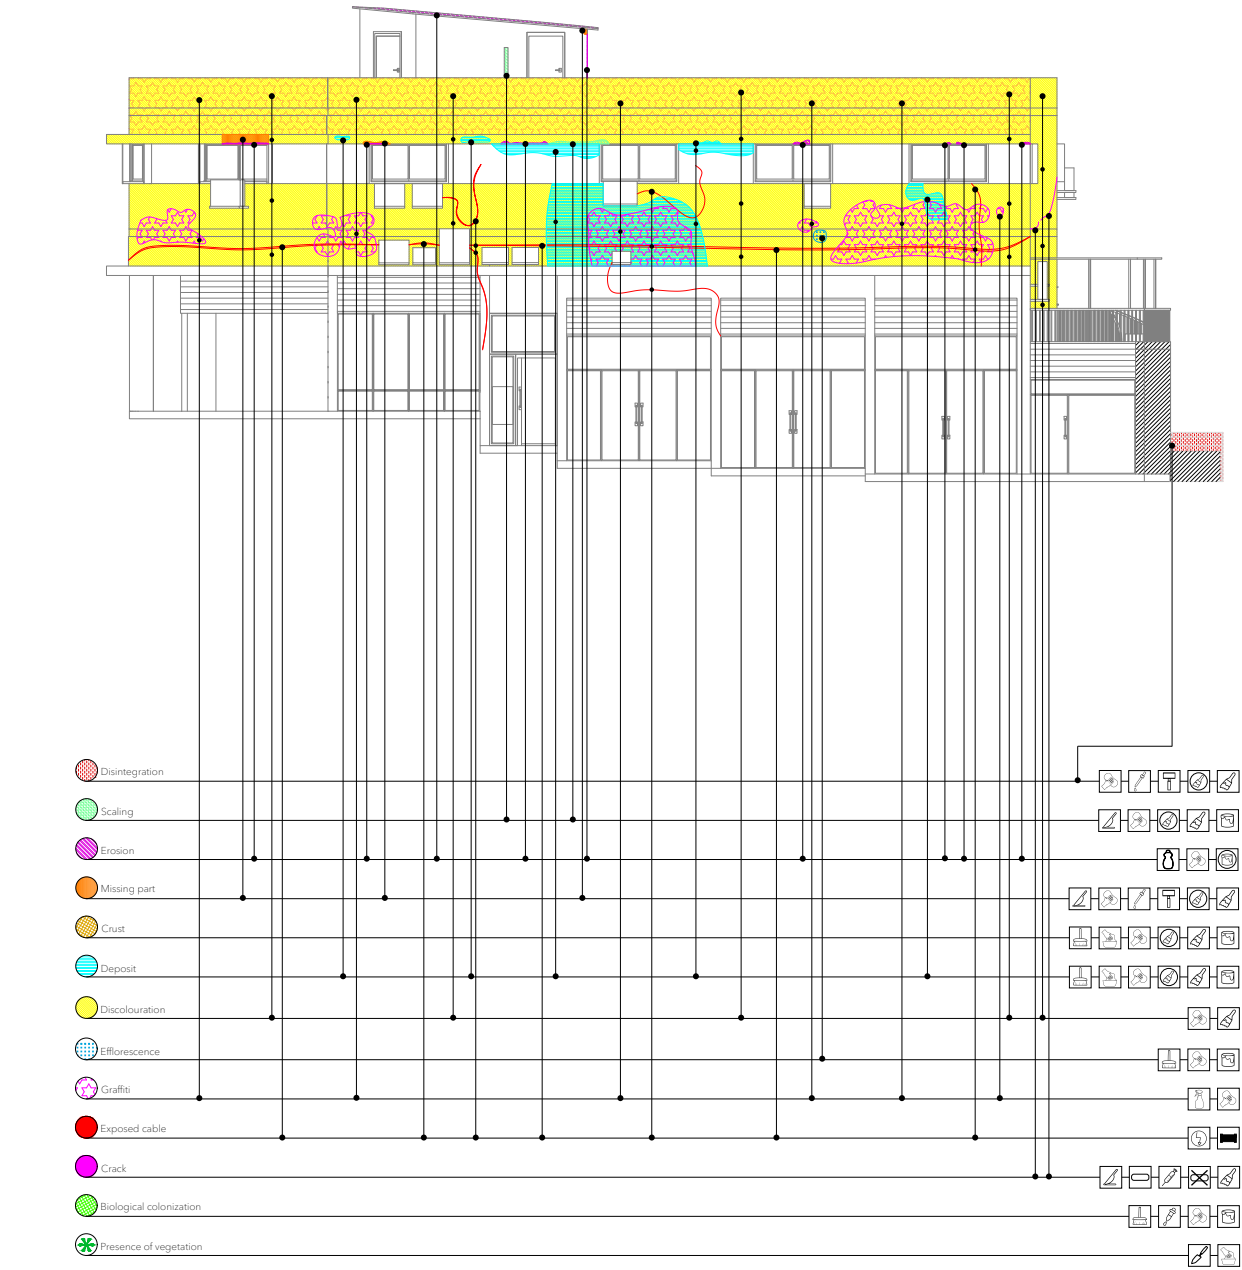 Disintegration
Scaling
Erosion
Missing part
Crust
Deposit
Discolouration
Efflorescence
Graffiti
Exposed cable
Crack
Biological colonization
Presence of vegetation